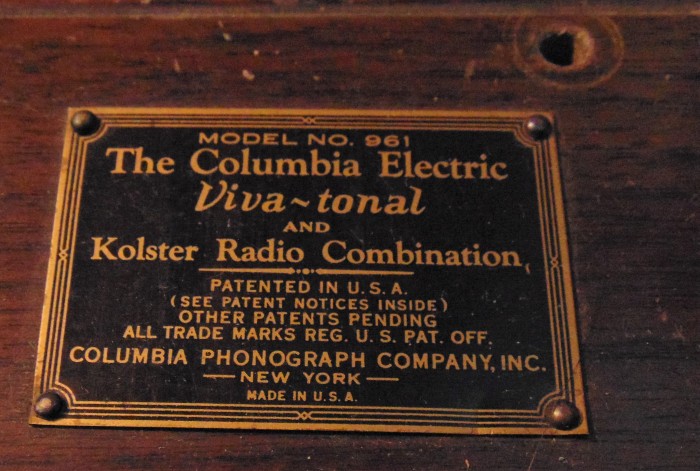 MODEL NO. 961
The Columbia Electric
Viva~tonal
AND
Kolster Radio Combination
PATENTED IN U.S.A.
(SEE PATENT NOTICES INSIDE)
OTHER PATENTS PENDING
ALL TRADE MARKS REG. U.S. PAT. OFF.
COLUMBIA PHONOGRAPH COMPANY, INC.
NEW YORK
MADE IN U.S.A.